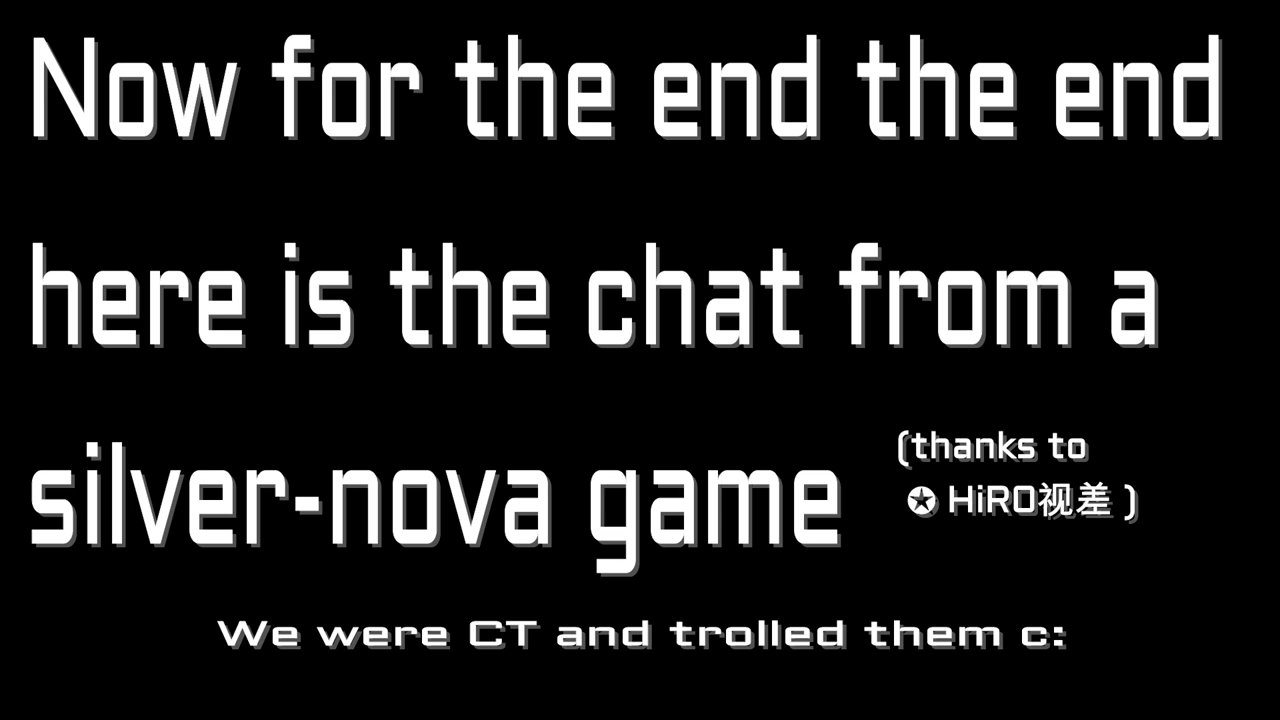 Now for the end the end
here is the chat from a
silver-nova game
(thanks to
✪ HiRO视差 )
We were CT and trolled them c: